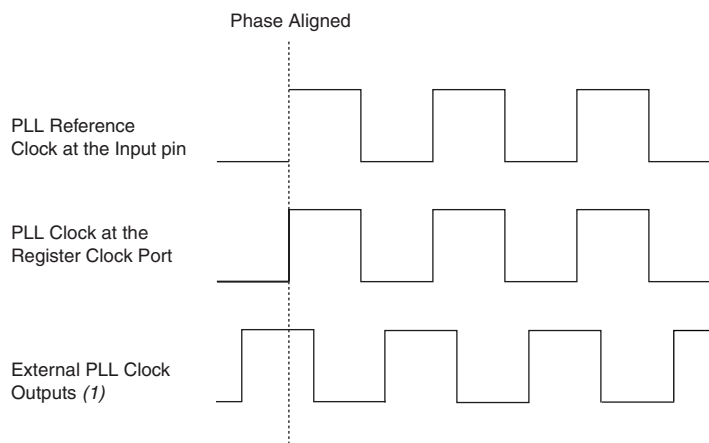 Phase Aligned
PLL Reference
Clock at the Input pin
PLL Clock at the
Register Clock Port
External PLL Clock
Outputs (1)